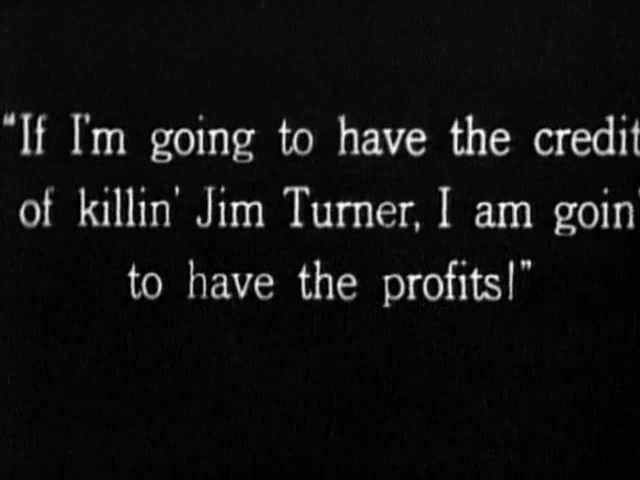 "If I'm going to have the credit
of killin' Jim Turner, I am goin'
to have the profits!"